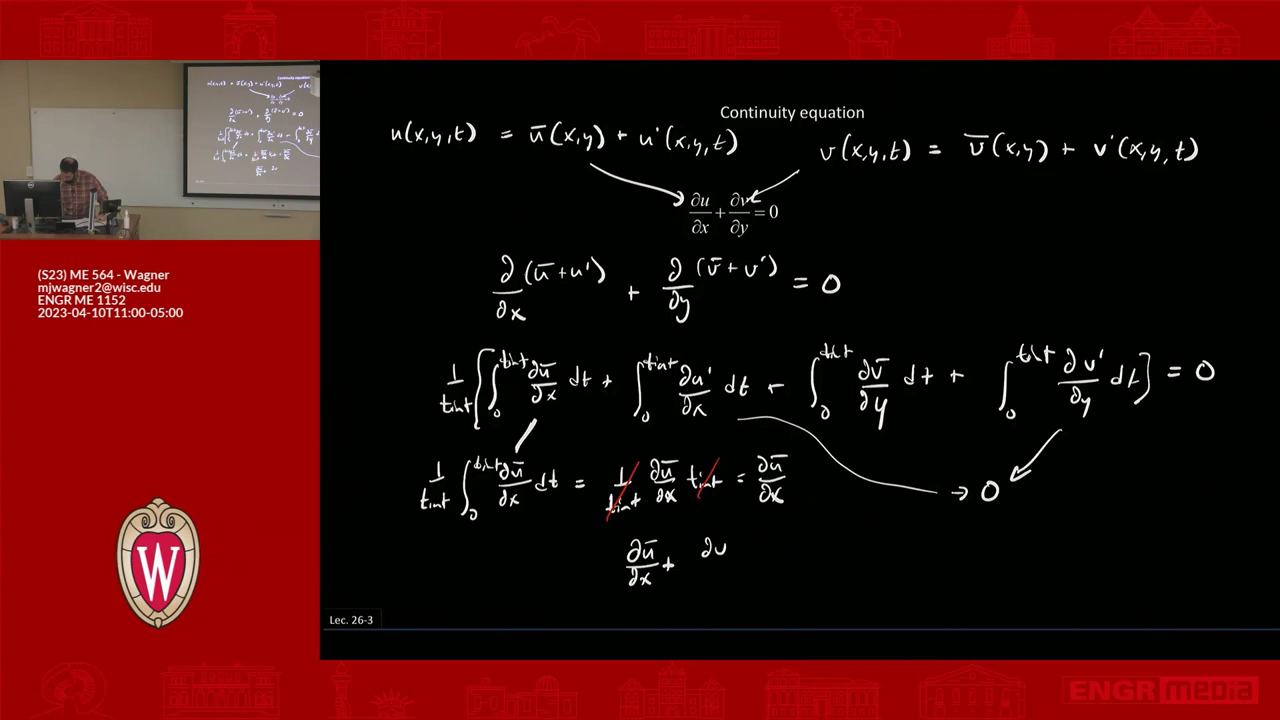 Continuity equation
u(x,y,t) = ū(x,y) + u'(x,y,t)
v(x,y,t) = v̄(x,y) + v'(x,y,t)
∂u/∂x + ∂v/∂y = 0
∂/∂x (ū + u') + ∂/∂y (v̄ + v') = 0
1/tint [∫₀^tint ∂ū/∂x dt + ∫₀^tint ∂u'/∂x dt + ∫₀^tint ∂v̄/∂y dt + ∫₀^tint ∂v'/∂y dt] = 0
1/tint ∫₀^tint ∂ū/∂x dt = 1/tint ∂ū/∂x tint = ∂ū/∂x
→ 0
∂ū/∂x + ∂v
Lec. 26-3
(S23) ME 564 - Wagner
mjwagner2@wisc.edu
ENGR ME 1152
2023-04-10T11:00-05:00
W
ENGR media